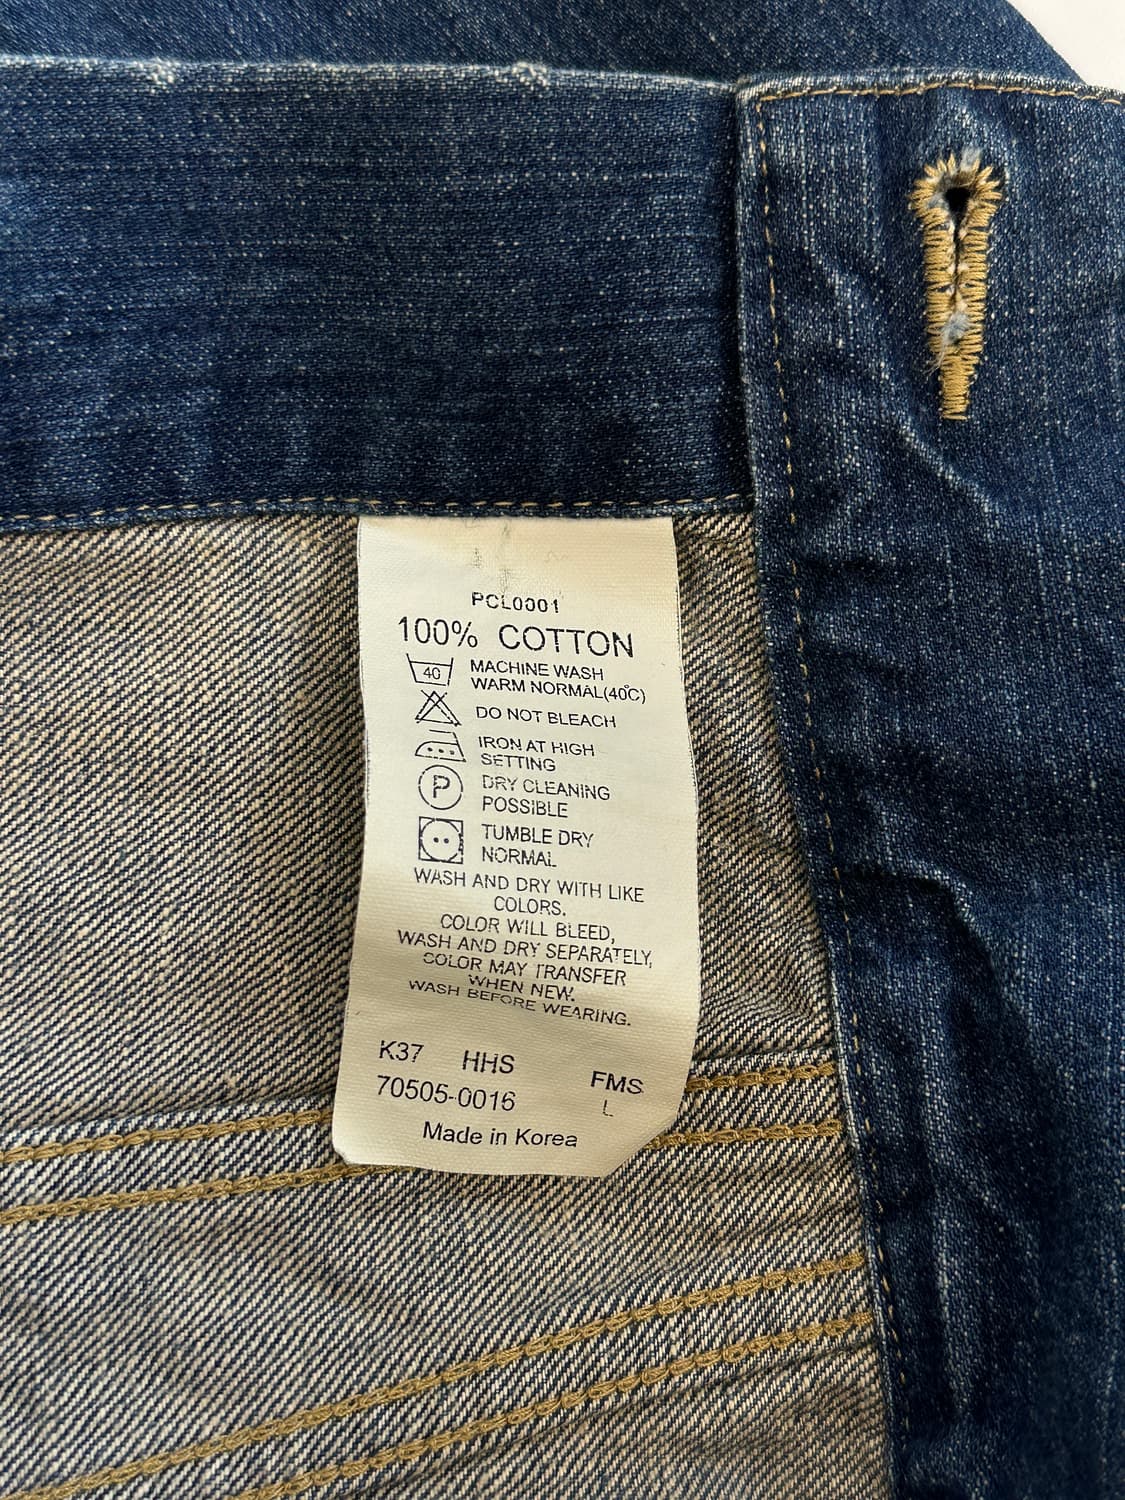 PCL0001
100% COTTON
40
MACHINE WASH
WARM NORMAL(40°C)
DO NOT BLEACH
IRON AT HIGH
SETTING
P
DRY CLEANING
POSSIBLE
TUMBLE DRY
NORMAL
WASH AND DRY WITH LIKE
COLORS.
COLOR WILL BLEED,
WASH AND DRY SEPARATELY,
COLOR MAY TRANSFER
WHEN NEW.
WASH BEFORE WEARING.
K37 HHS FMS
70505-0016 L
Made in Korea